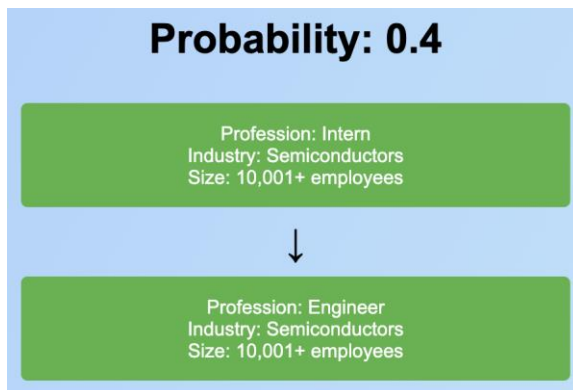 Probability: 0.4
Profession: Intern
Industry: Semiconductors
Size: 10,001+ employees
↓
Profession: Engineer
Industry: Semiconductors
Size: 10,001+ employees